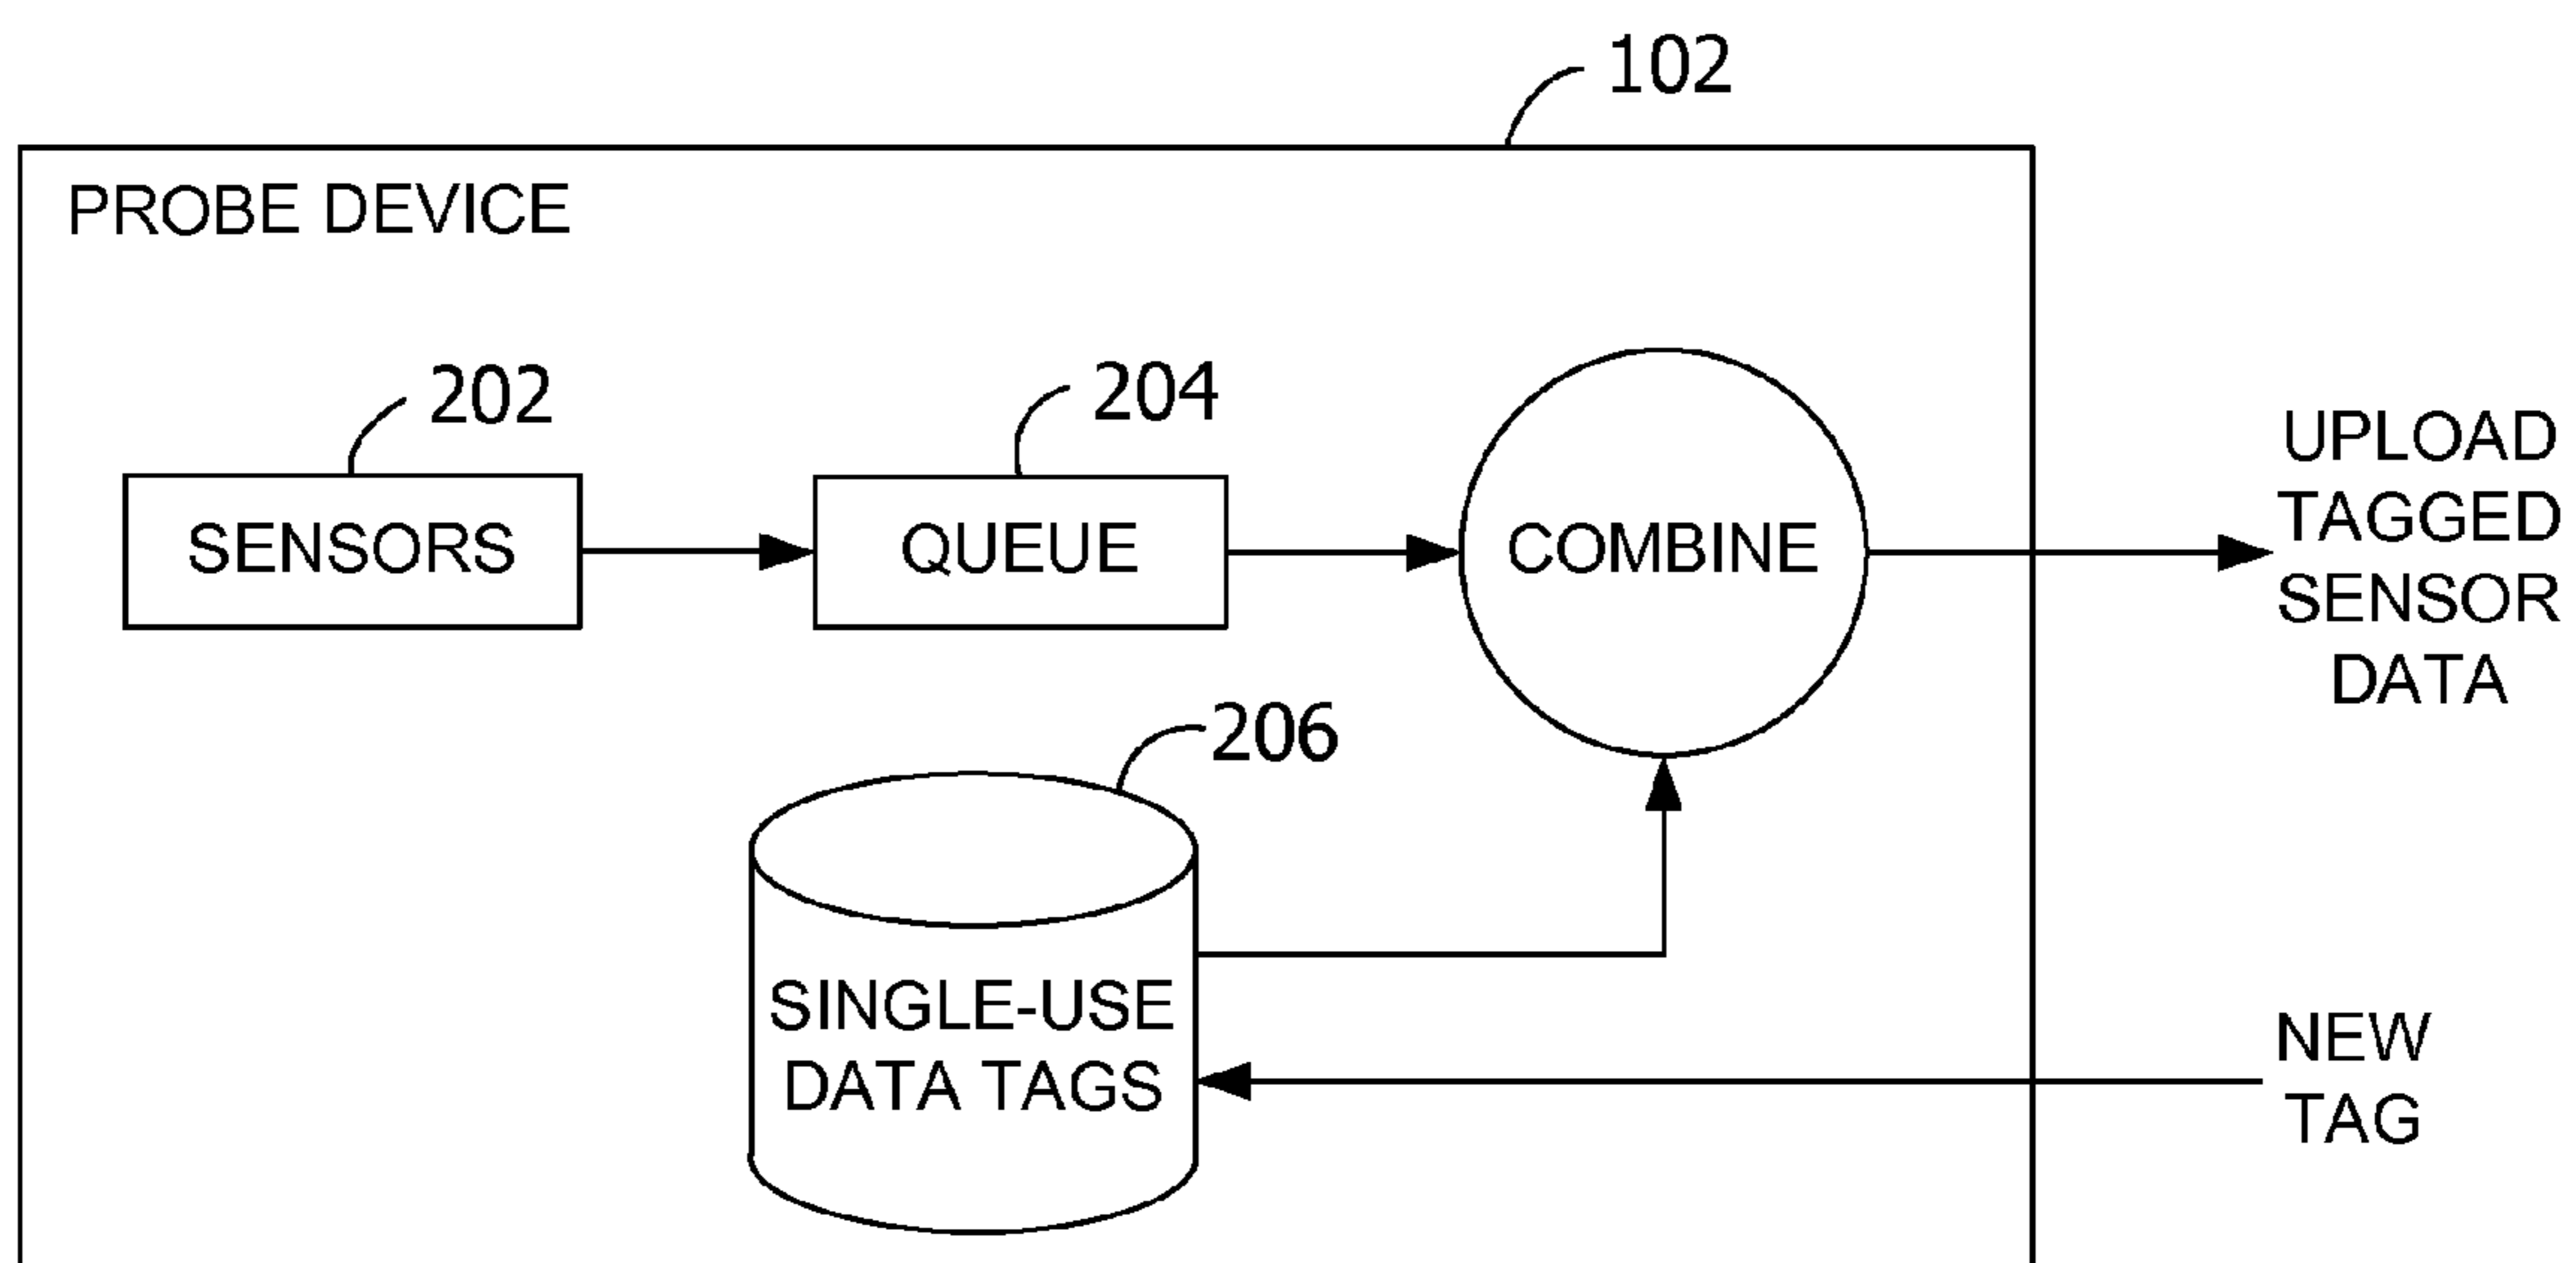 102
PROBE DEVICE
202
204
SENSORS
QUEUE
COMBINE
UPLOAD
TAGGED
SENSOR
DATA
206
SINGLE-USE
DATA TAGS
NEW
TAG